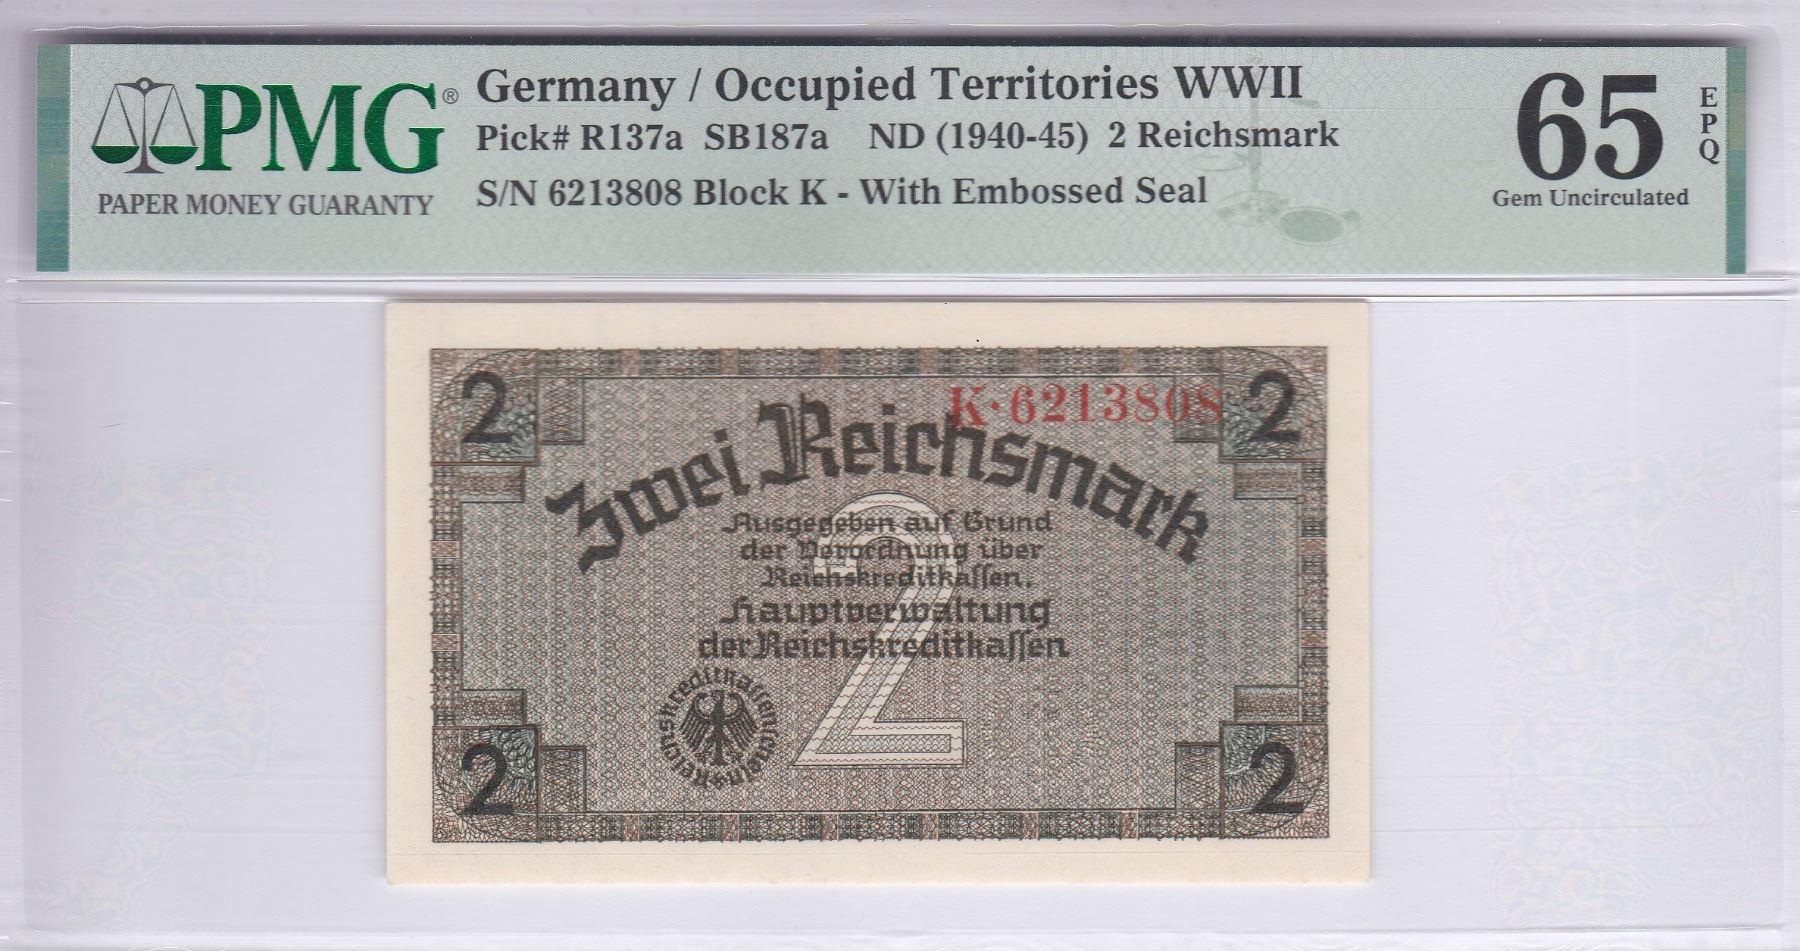 PMG®
PAPER MONEY GUARANTY
Germany / Occupied Territories WWII
Pick# R137a SB187a ND (1940-45) 2 Reichsmark
S/N 6213808 Block K - With Embossed Seal
65
EPQ
Gem Uncirculated
2
K·6213808
2
Zwei Reichsmark
Ausgegeben auf Grund
der Verordnung über
Reichskreditkassen.
Hauptverwaltung
der Reichskreditkassen
2
Reichskreditkassenschein
2
2